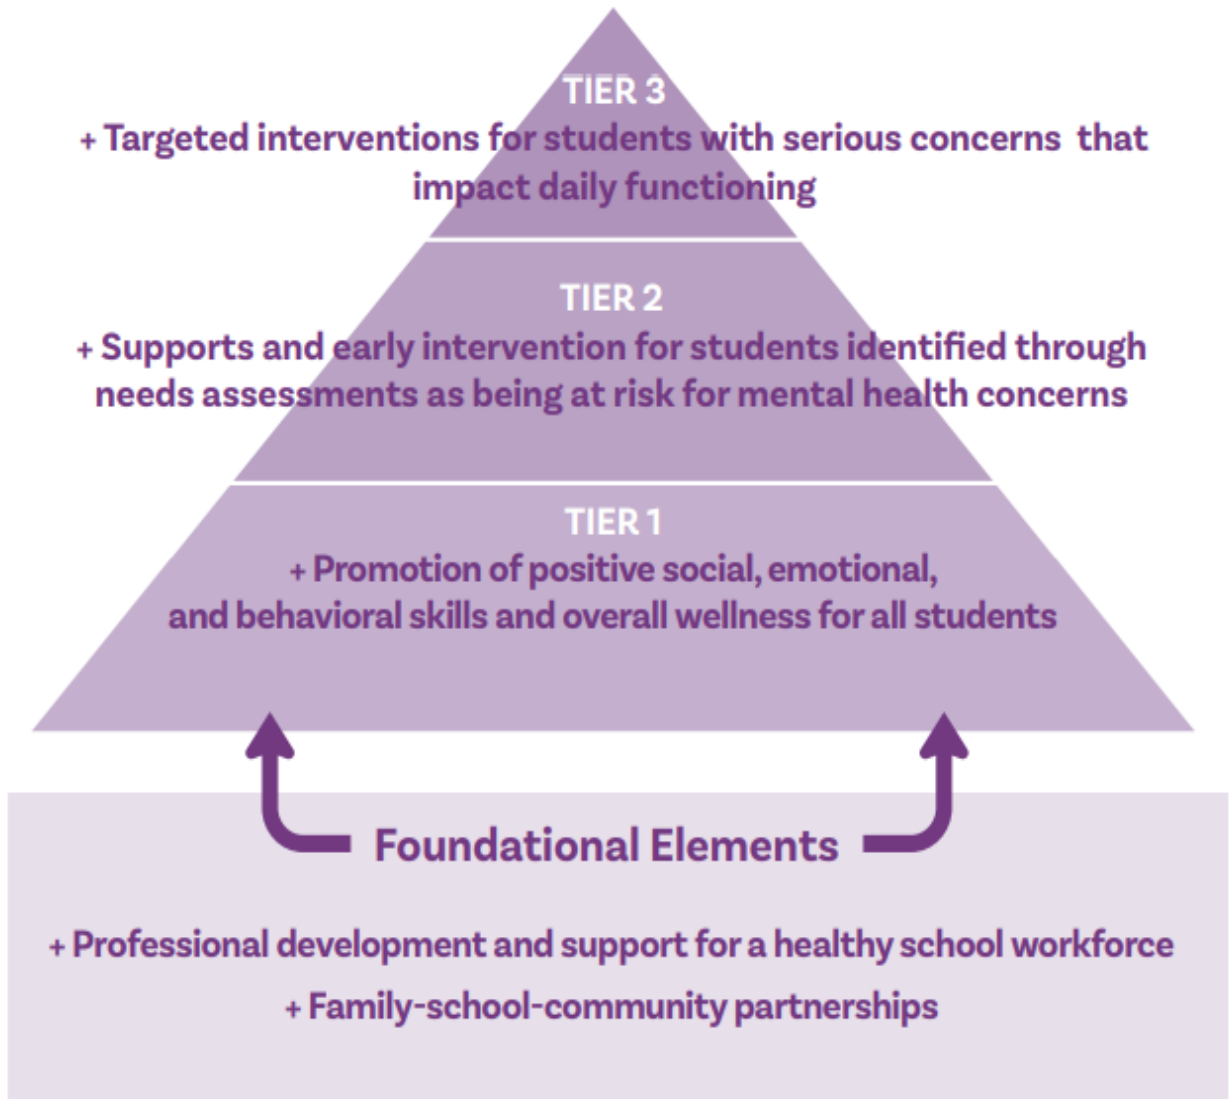 TIER 3
+ Targeted interventions for students with serious concerns that
impact daily functioning
TIER 2
+ Supports and early intervention for students identified through
needs assessments as being at risk for mental health concerns
TIER 1
+ Promotion of positive social, emotional,
and behavioral skills and overall wellness for all students
Foundational Elements
+ Professional development and support for a healthy school workforce
+ Family-school-community partnerships